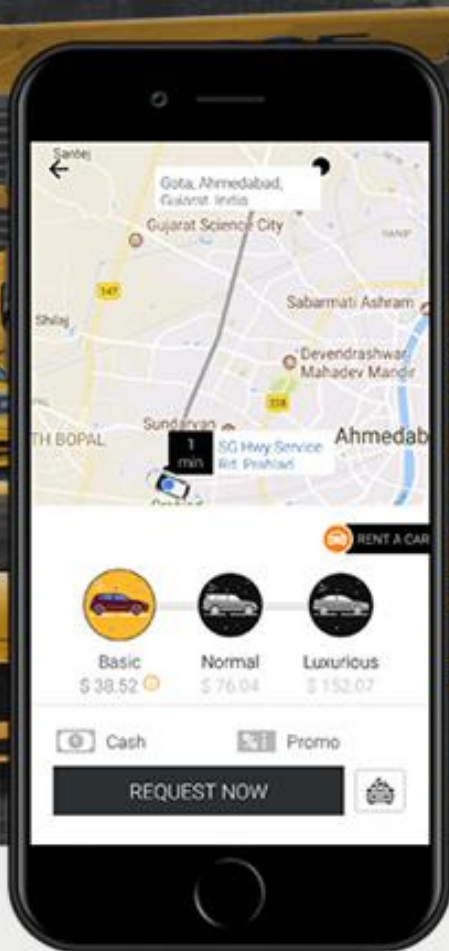 Santej
Gota, Ahmedabad,
Gujarat, India
Gujarat Science City
147
Sabarmati Ashram
Shilaj
Devendrashwar
Mahadev Mandir
228
Sundarvan
TH BOPAL
1
min
SG Hwy Service
Rd, Prahlad
Ahmedab
RENT A CAR
Basic
Normal
Luxurious
$ 38.52
$ 76.04
$ 152.07
Cash
Promo
REQUEST NOW